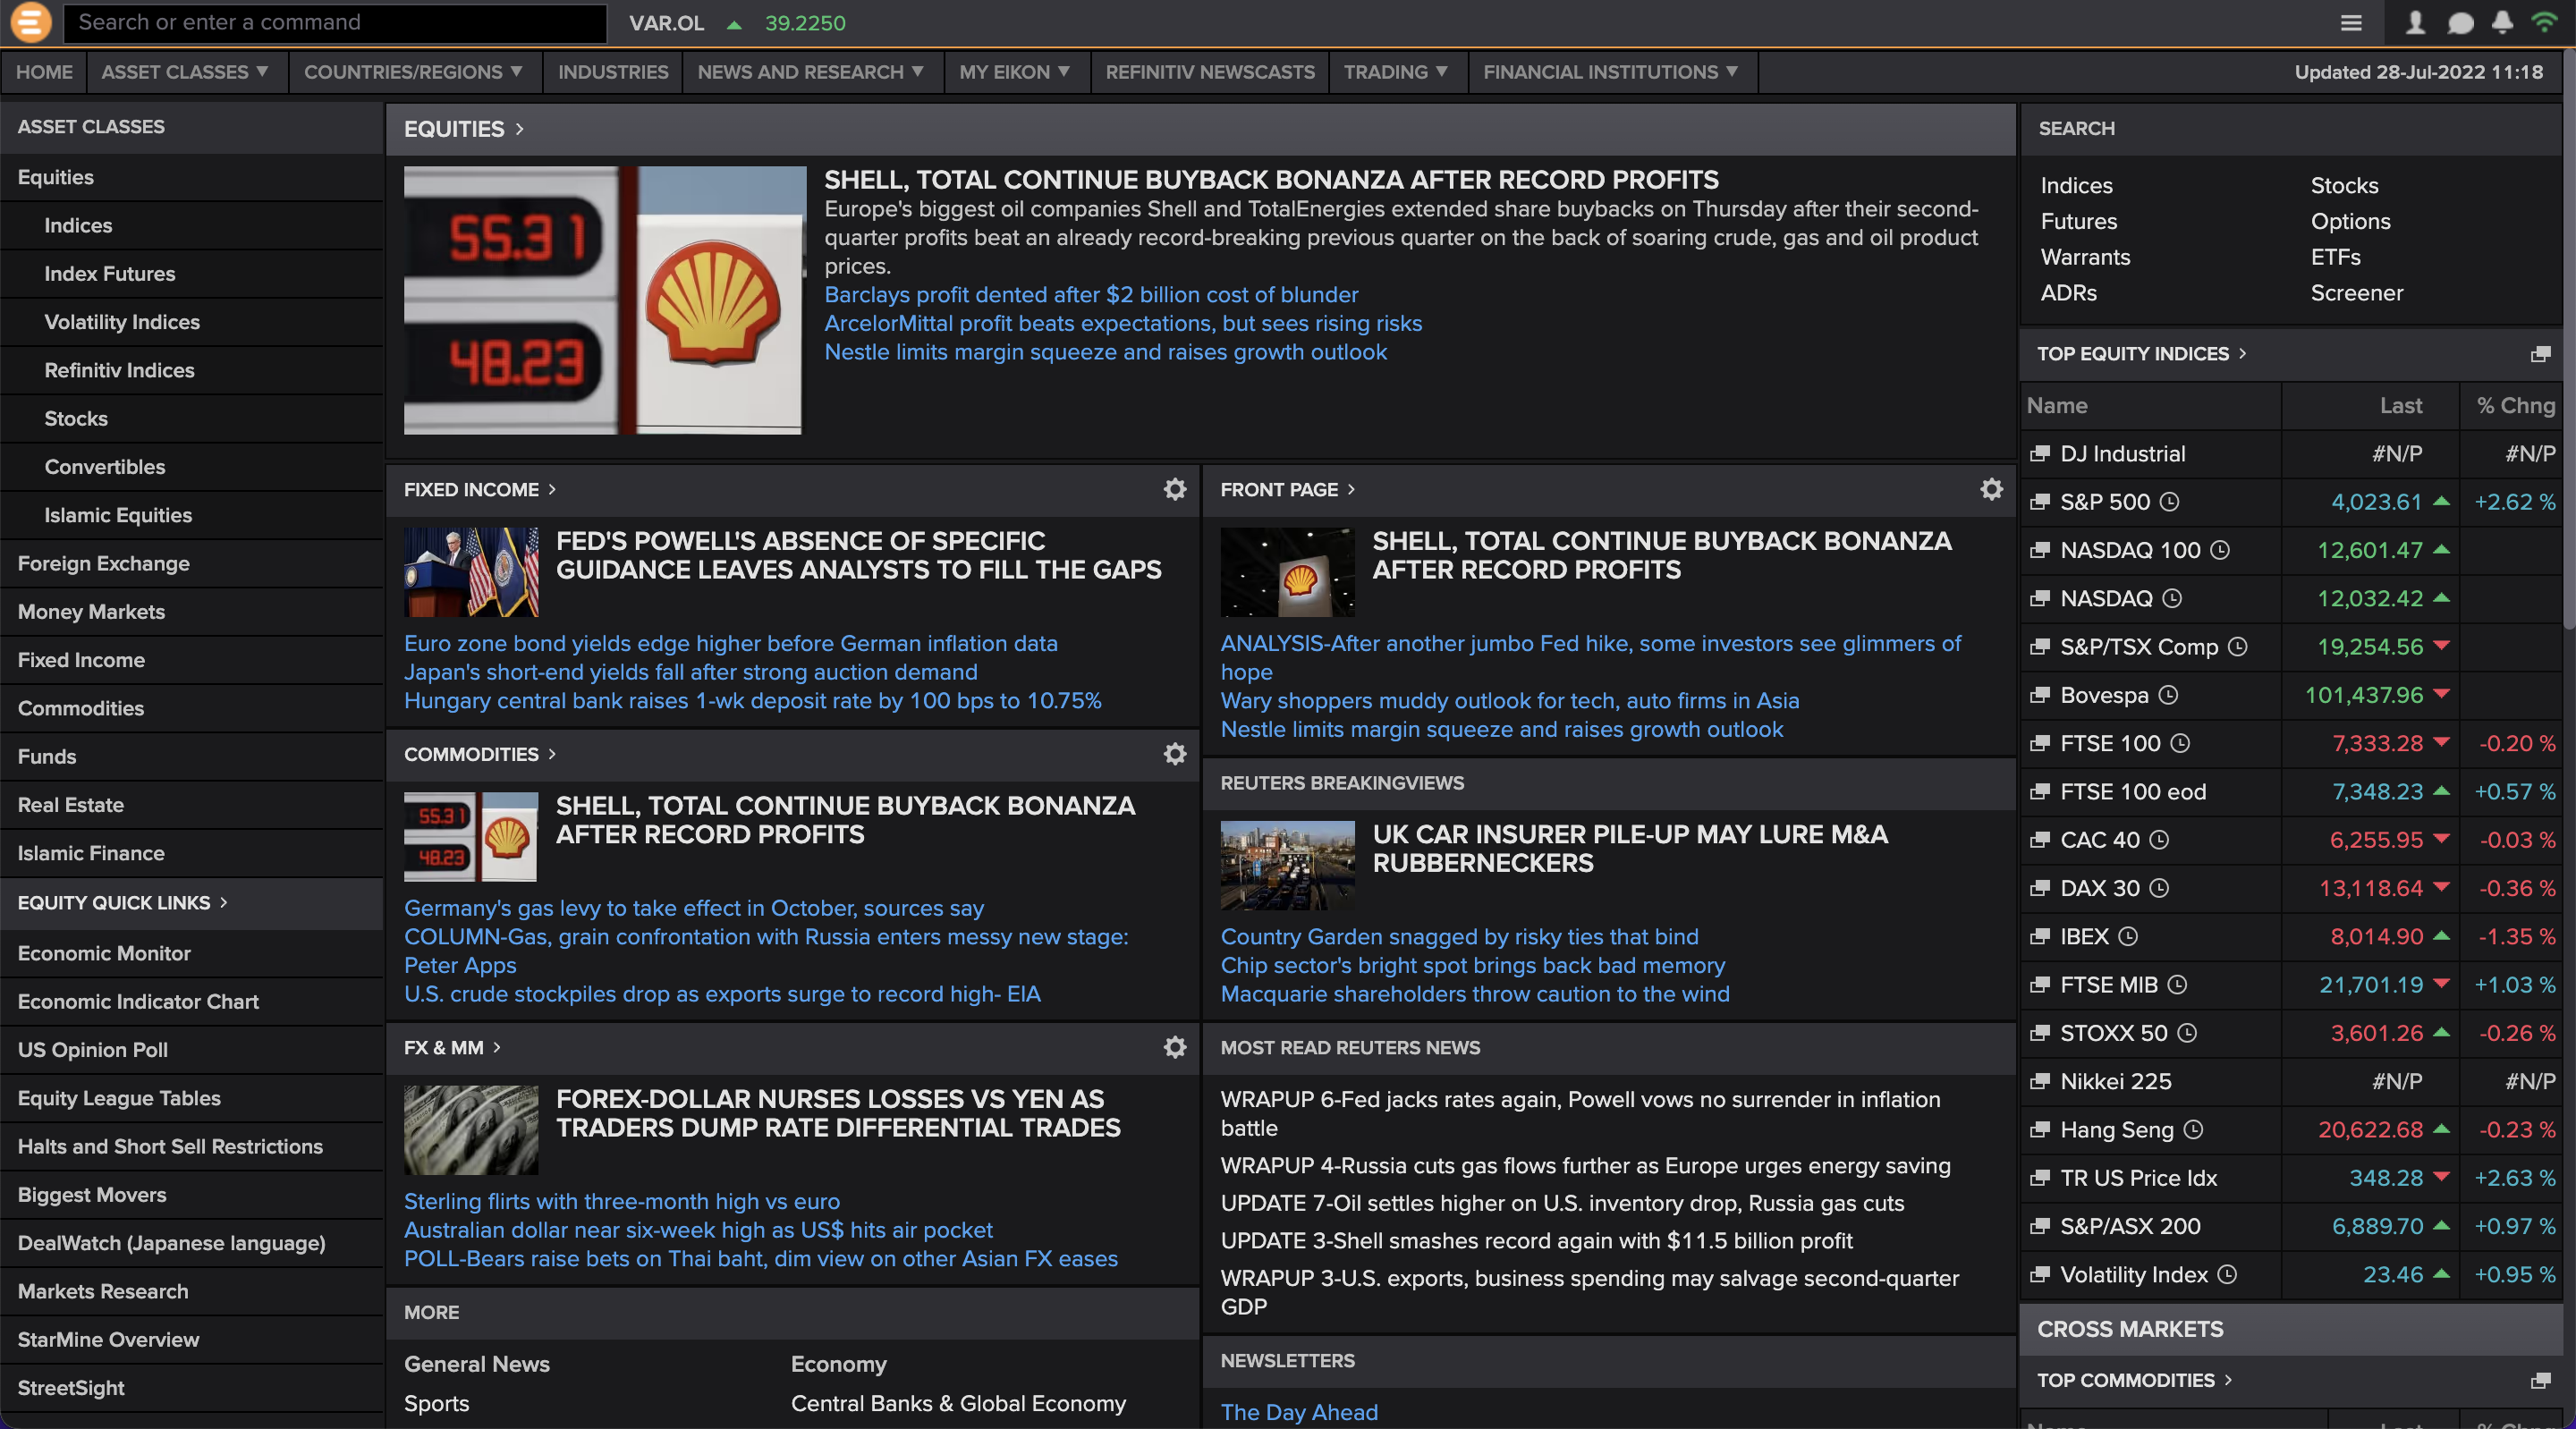 Search or enter a command
VAR.OL 39.2250
HOME ASSET CLASSES COUNTRIES/REGIONS INDUSTRIES NEWS AND RESEARCH MY EIKON REFINITIV NEWSCASTS TRADING FINANCIAL INSTITUTIONS Updated 28-Jul-2022 11:18
ASSET CLASSES
Equities
Indices
Index Futures
Volatility Indices
Refinitiv Indices
Stocks
Convertibles
Islamic Equities
Foreign Exchange
Money Markets
Fixed Income
Commodities
Funds
Real Estate
Islamic Finance
EQUITY QUICK LINKS >
Economic Monitor
Economic Indicator Chart
US Opinion Poll
Equity League Tables
Halts and Short Sell Restrictions
Biggest Movers
DealWatch (Japanese language)
Markets Research
StarMine Overview
StreetSight
EQUITIES >
55.31
48.23
SHELL, TOTAL CONTINUE BUYBACK BONANZA AFTER RECORD PROFITS
Europe's biggest oil companies Shell and TotalEnergies extended share buybacks on Thursday after their second-
quarter profits beat an already record-breaking previous quarter on the back of soaring crude, gas and oil product
prices.
Barclays profit dented after $2 billion cost of blunder
ArcelorMittal profit beats expectations, but sees rising risks
Nestle limits margin squeeze and raises growth outlook
FIXED INCOME >
FED'S POWELL'S ABSENCE OF SPECIFIC
GUIDANCE LEAVES ANALYSTS TO FILL THE GAPS
Euro zone bond yields edge higher before German inflation data
Japan's short-end yields fall after strong auction demand
Hungary central bank raises 1-wk deposit rate by 100 bps to 10.75%
COMMODITIES >
55.31
48.23
SHELL, TOTAL CONTINUE BUYBACK BONANZA
AFTER RECORD PROFITS
Germany's gas levy to take effect in October, sources say
COLUMN-Gas, grain confrontation with Russia enters messy new stage:
Peter Apps
U.S. crude stockpiles drop as exports surge to record high- EIA
FX & MM >
FOREX-DOLLAR NURSES LOSSES VS YEN AS
TRADERS DUMP RATE DIFFERENTIAL TRADES
Sterling flirts with three-month high vs euro
Australian dollar near six-week high as US$ hits air pocket
POLL-Bears raise bets on Thai baht, dim view on other Asian FX eases
MORE
General News Economy
Sports Central Banks & Global Economy
FRONT PAGE >
SHELL, TOTAL CONTINUE BUYBACK BONANZA
AFTER RECORD PROFITS
ANALYSIS-After another jumbo Fed hike, some investors see glimmers of
hope
Wary shoppers muddy outlook for tech, auto firms in Asia
Nestle limits margin squeeze and raises growth outlook
REUTERS BREAKINGVIEWS
UK CAR INSURER PILE-UP MAY LURE M&A
RUBBERNECKERS
Country Garden snagged by risky ties that bind
Chip sector's bright spot brings back bad memory
Macquarie shareholders throw caution to the wind
MOST READ REUTERS NEWS
WRAPUP 6-Fed jacks rates again, Powell vows no surrender in inflation
battle
WRAPUP 4-Russia cuts gas flows further as Europe urges energy saving
UPDATE 7-Oil settles higher on U.S. inventory drop, Russia gas cuts
UPDATE 3-Shell smashes record again with $11.5 billion profit
WRAPUP 3-U.S. exports, business spending may salvage second-quarter
GDP
NEWSLETTERS
The Day Ahead
SEARCH
Indices Stocks
Futures Options
Warrants ETFs
ADRs Screener
TOP EQUITY INDICES >
Name Last % Chng
DJ Industrial #N/P #N/P
S&P 500 4,023.61 +2.62 %
NASDAQ 100 12,601.47
NASDAQ 12,032.42
S&P/TSX Comp 19,254.56
Bovespa 101,437.96
FTSE 100 7,333.28 -0.20 %
FTSE 100 eod 7,348.23 +0.57 %
CAC 40 6,255.95 -0.03 %
DAX 30 13,118.64 -0.36 %
IBEX 8,014.90 -1.35 %
FTSE MIB 21,701.19 +1.03 %
STOXX 50 3,601.26 -0.26 %
Nikkei 225 #N/P #N/P
Hang Seng 20,622.68 -0.23 %
TR US Price Idx 348.28 +2.63 %
S&P/ASX 200 6,889.70 +0.97 %
Volatility Index 23.46 +0.95 %
CROSS MARKETS
TOP COMMODITIES >